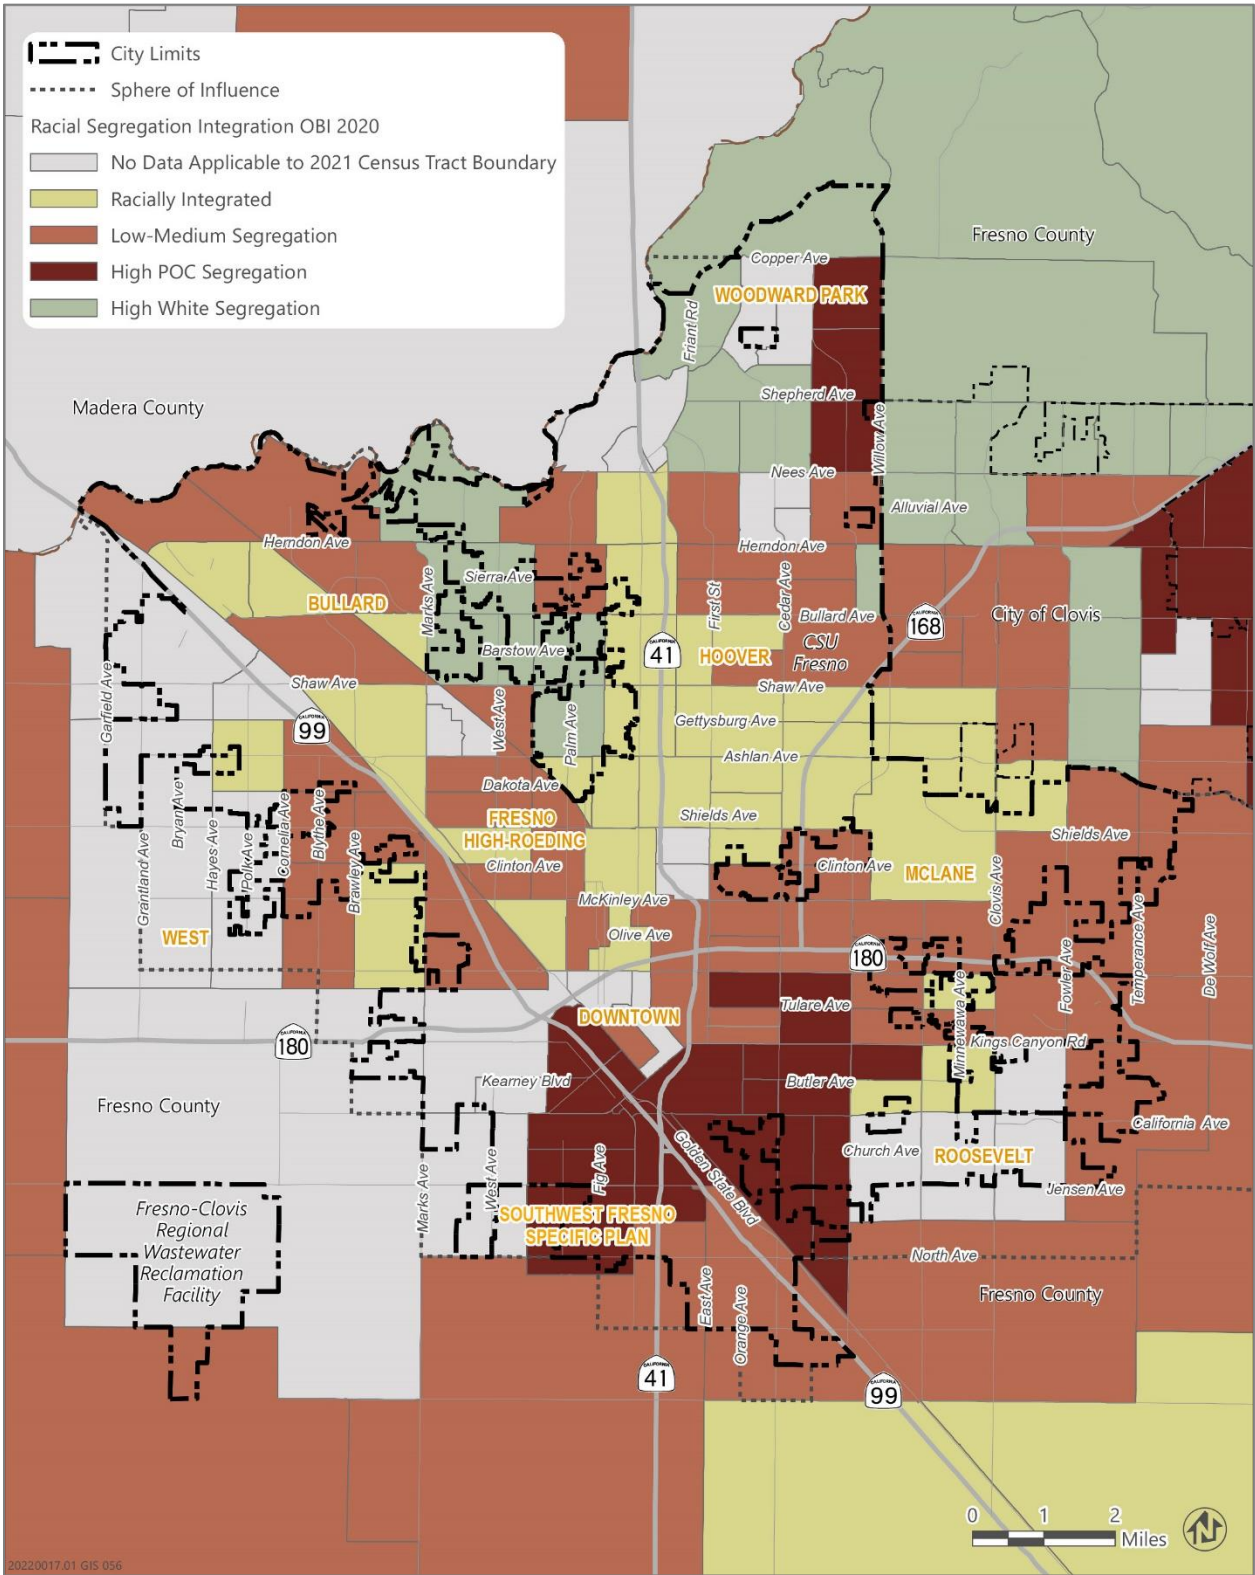 City Limits
Sphere of Influence
Racial Segregation Integration OBI 2020
No Data Applicable to 2021 Census Tract Boundary
Racially Integrated
Low-Medium Segregation
High POC Segregation
High White Segregation
Fresno County
Copper Ave
WOODWARD PARK
Friant Rd
Shepherd Ave
Madera County
Willow Ave
Nees Ave
Alluvial Ave
Herndon Ave
Herndon Ave
Sierra Ave
Marks Ave
BULLARD
First St
Cedar Ave
Bullard Ave
CALIFORNIA
168
City of Clovis
Barstow Ave
CALIFORNIA
41
HOOVER
CSU
Fresno
Garfield Ave
Shaw Ave
Shaw Ave
CALIFORNIA
99
West Ave
Palm Ave
Gettysburg Ave
Ashlan Ave
Dakota Ave
Bryan Ave
Cornelia Ave
Blythe Ave
FRESNO
HIGH-ROEDING
Shields Ave
Shields Ave
Grantland Ave
Hayes Ave
Polk Ave
Brawley Ave
Clinton Ave
Clinton Ave
MCLANE
Clovis Ave
McKinley Ave
WEST
Olive Ave
CALIFORNIA
180
Minnewawa Ave
Fowler Ave
Temperance Ave
De Wolf Ave
Tulare Ave
DOWNTOWN
CALIFORNIA
180
Kings Canyon Rd
Kearney Blvd
Butler Ave
Fresno County
California Ave
Golden State Blvd
Church Ave
ROOSEVELT
Marks Ave
West Ave
Fig Ave
Jensen Ave
Fresno-Clovis
Regional
Wastewater
Reclamation
Facility
SOUTHWEST FRESNO
SPECIFIC PLAN
North Ave
East Ave
Orange Ave
Fresno County
CALIFORNIA
41
CALIFORNIA
99
0 1 2
Miles
N
20220017.01 GIS 056